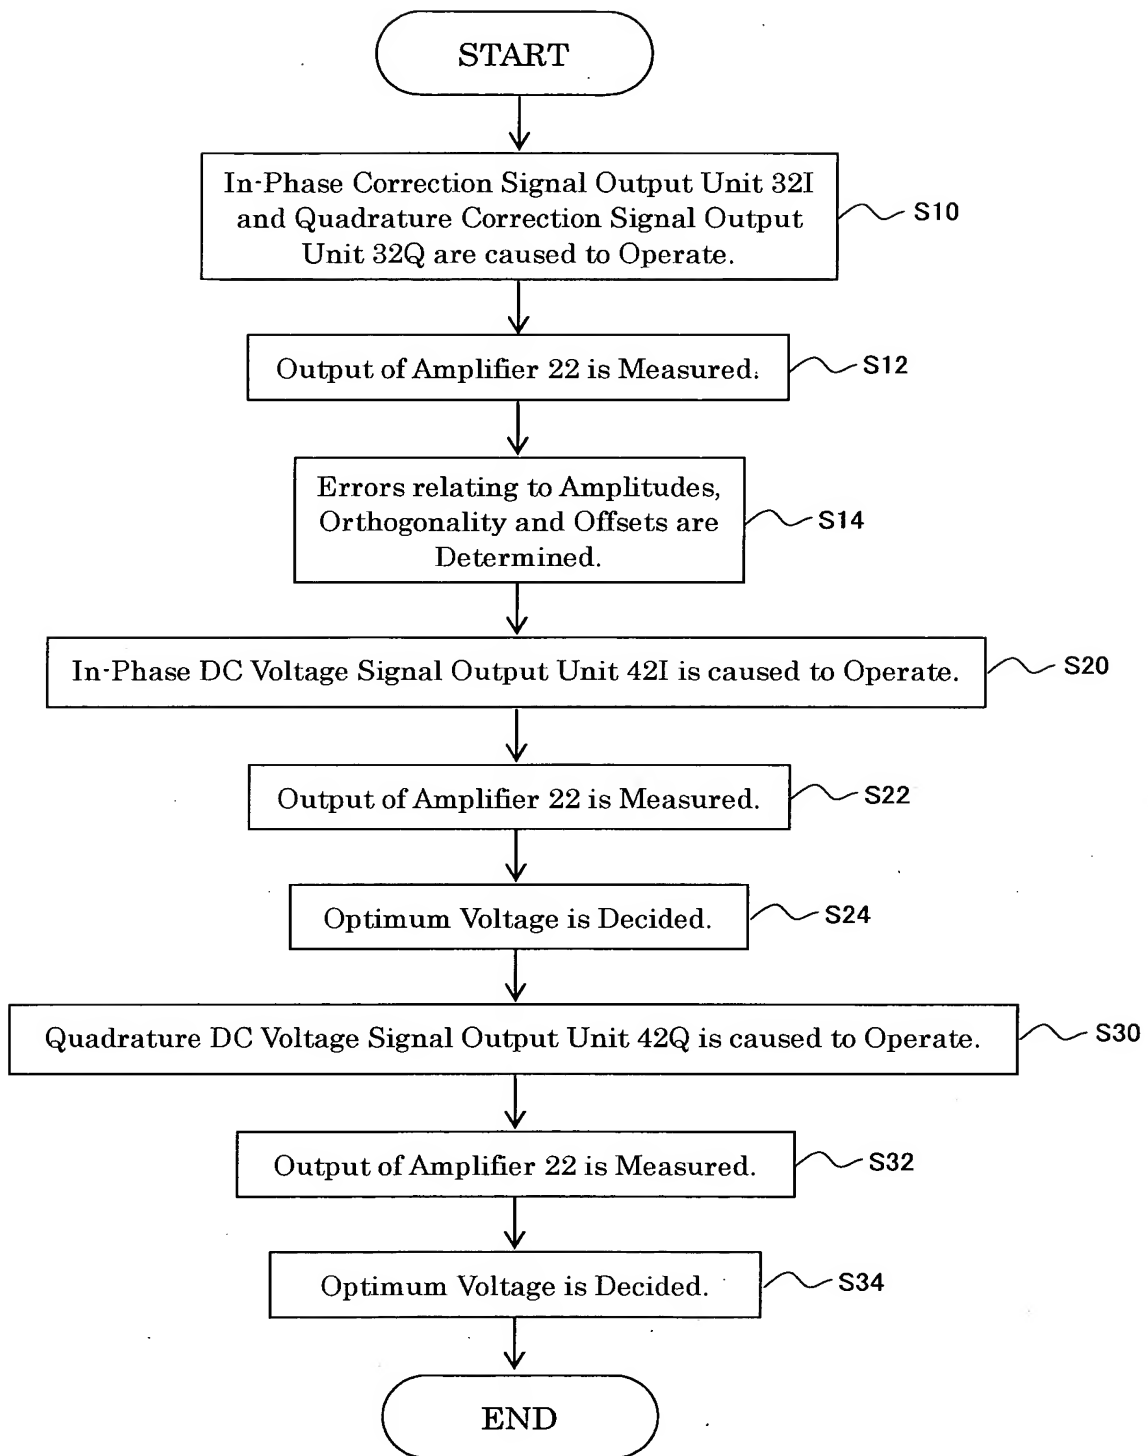 START
In-Phase Correction Signal Output Unit 32I
and Quadrature Correction Signal Output
Unit 32Q are caused to Operate.
S10
Output of Amplifier 22 is Measured.
S12
Errors relating to Amplitudes,
Orthogonality and Offsets are
Determined.
S14
In-Phase DC Voltage Signal Output Unit 42I is caused to Operate.
S20
Output of Amplifier 22 is Measured.
S22
Optimum Voltage is Decided.
S24
Quadrature DC Voltage Signal Output Unit 42Q is caused to Operate.
S30
Output of Amplifier 22 is Measured.
S32
Optimum Voltage is Decided.
S34
END